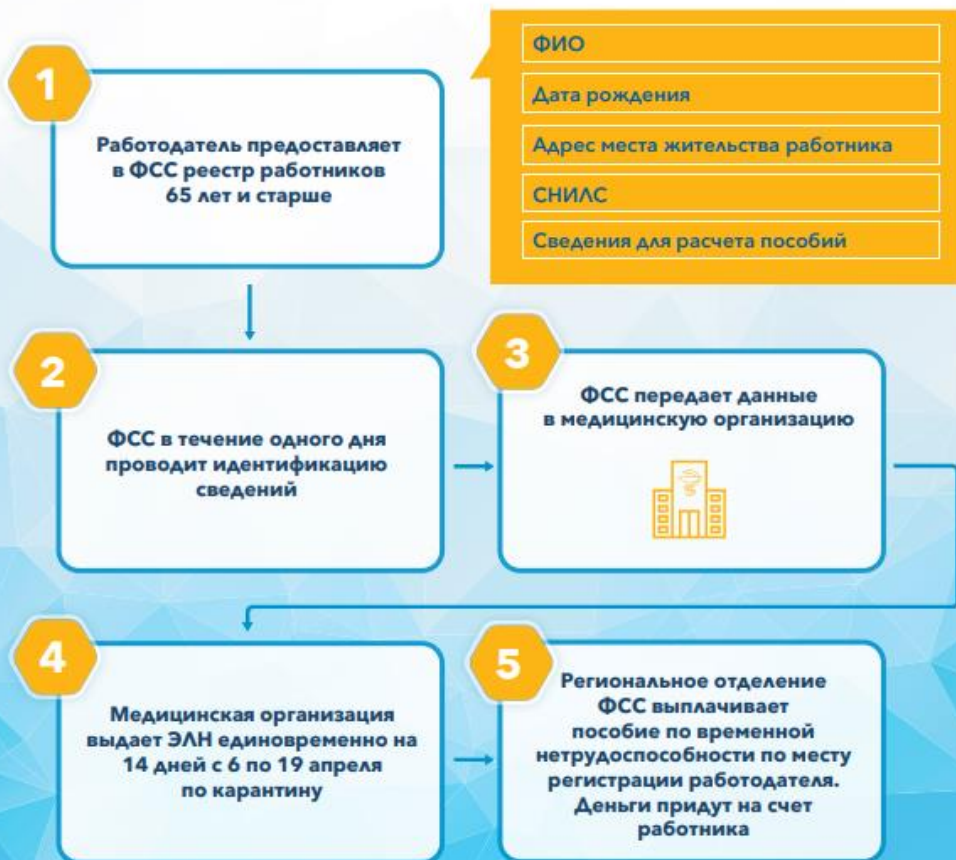 1
Работодатель предоставляет
в ФСС реестр работников
65 лет и старше
ФИО
Дата рождения
Адрес места жительства работника
СНИЛС
Сведения для расчета пособий
2
ФСС в течение одного дня
проводит идентификацию
сведений
3
ФСС передает данные
в медицинскую организацию
4
Медицинская организация
выдает ЭЛН единовременно на
14 дней с 6 по 19 апреля
по карантину
5
Региональное отделение
ФСС выплачивает
пособие по временной
нетрудоспособности по месту
регистрации работодателя.
Деньги придут на счет
работника